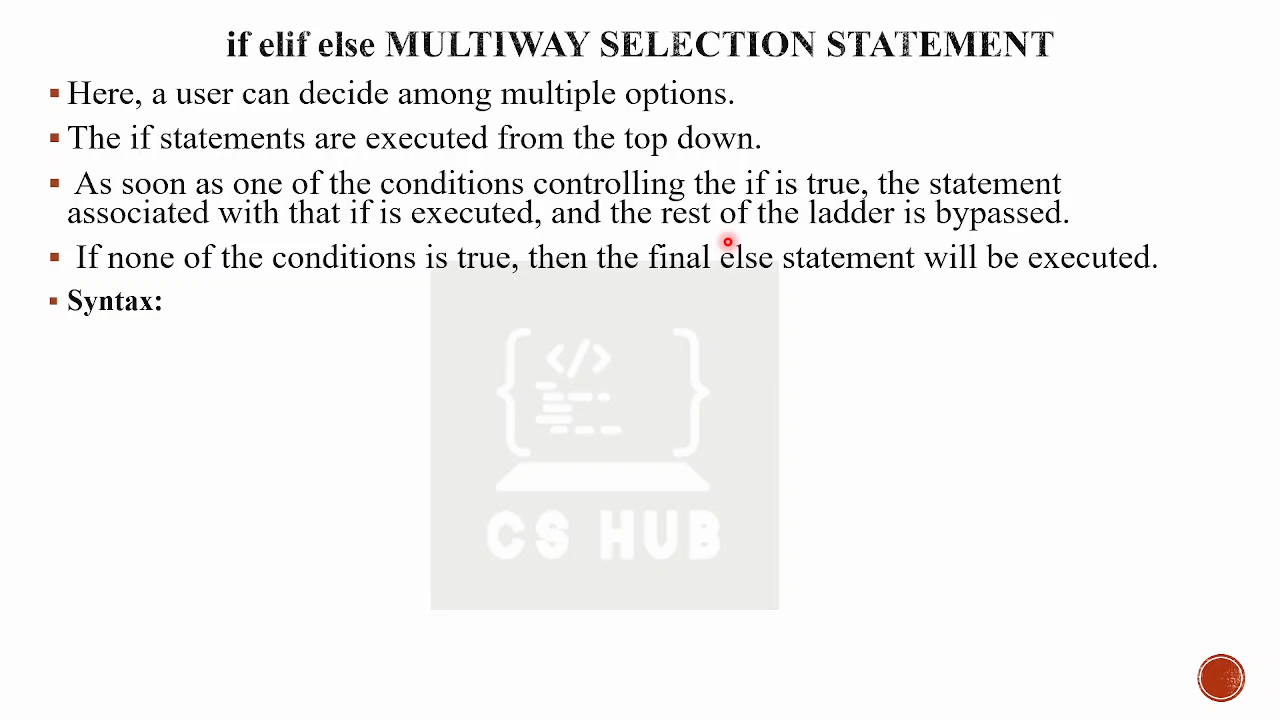 if elif else MULTIWAY SELECTION STATEMENT
Here, a user can decide among multiple options.
The if statements are executed from the top down.
As soon as one of the conditions controlling the if is true, the statement
associated with that if is executed, and the rest of the ladder is bypassed.
If none of the conditions is true, then the final else statement will be executed.
Syntax:
</>
CS HUB